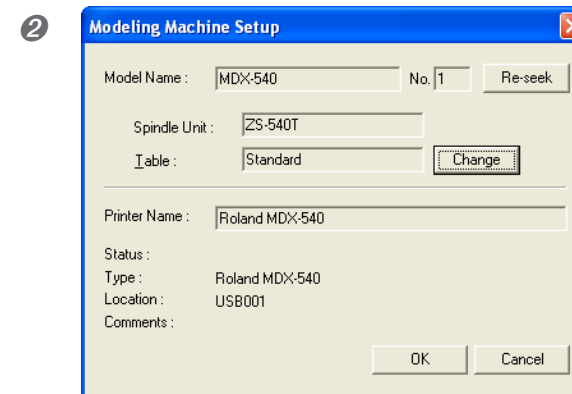 ❷
Modeling Machine Setup
Model Name : MDX-540 No. 1 Re-seek
Spindle Unit : ZS-540T
Table : Standard Change
Printer Name : Roland MDX-540
Status :
Type : Roland MDX-540
Location : USB001
Comments :
OK Cancel